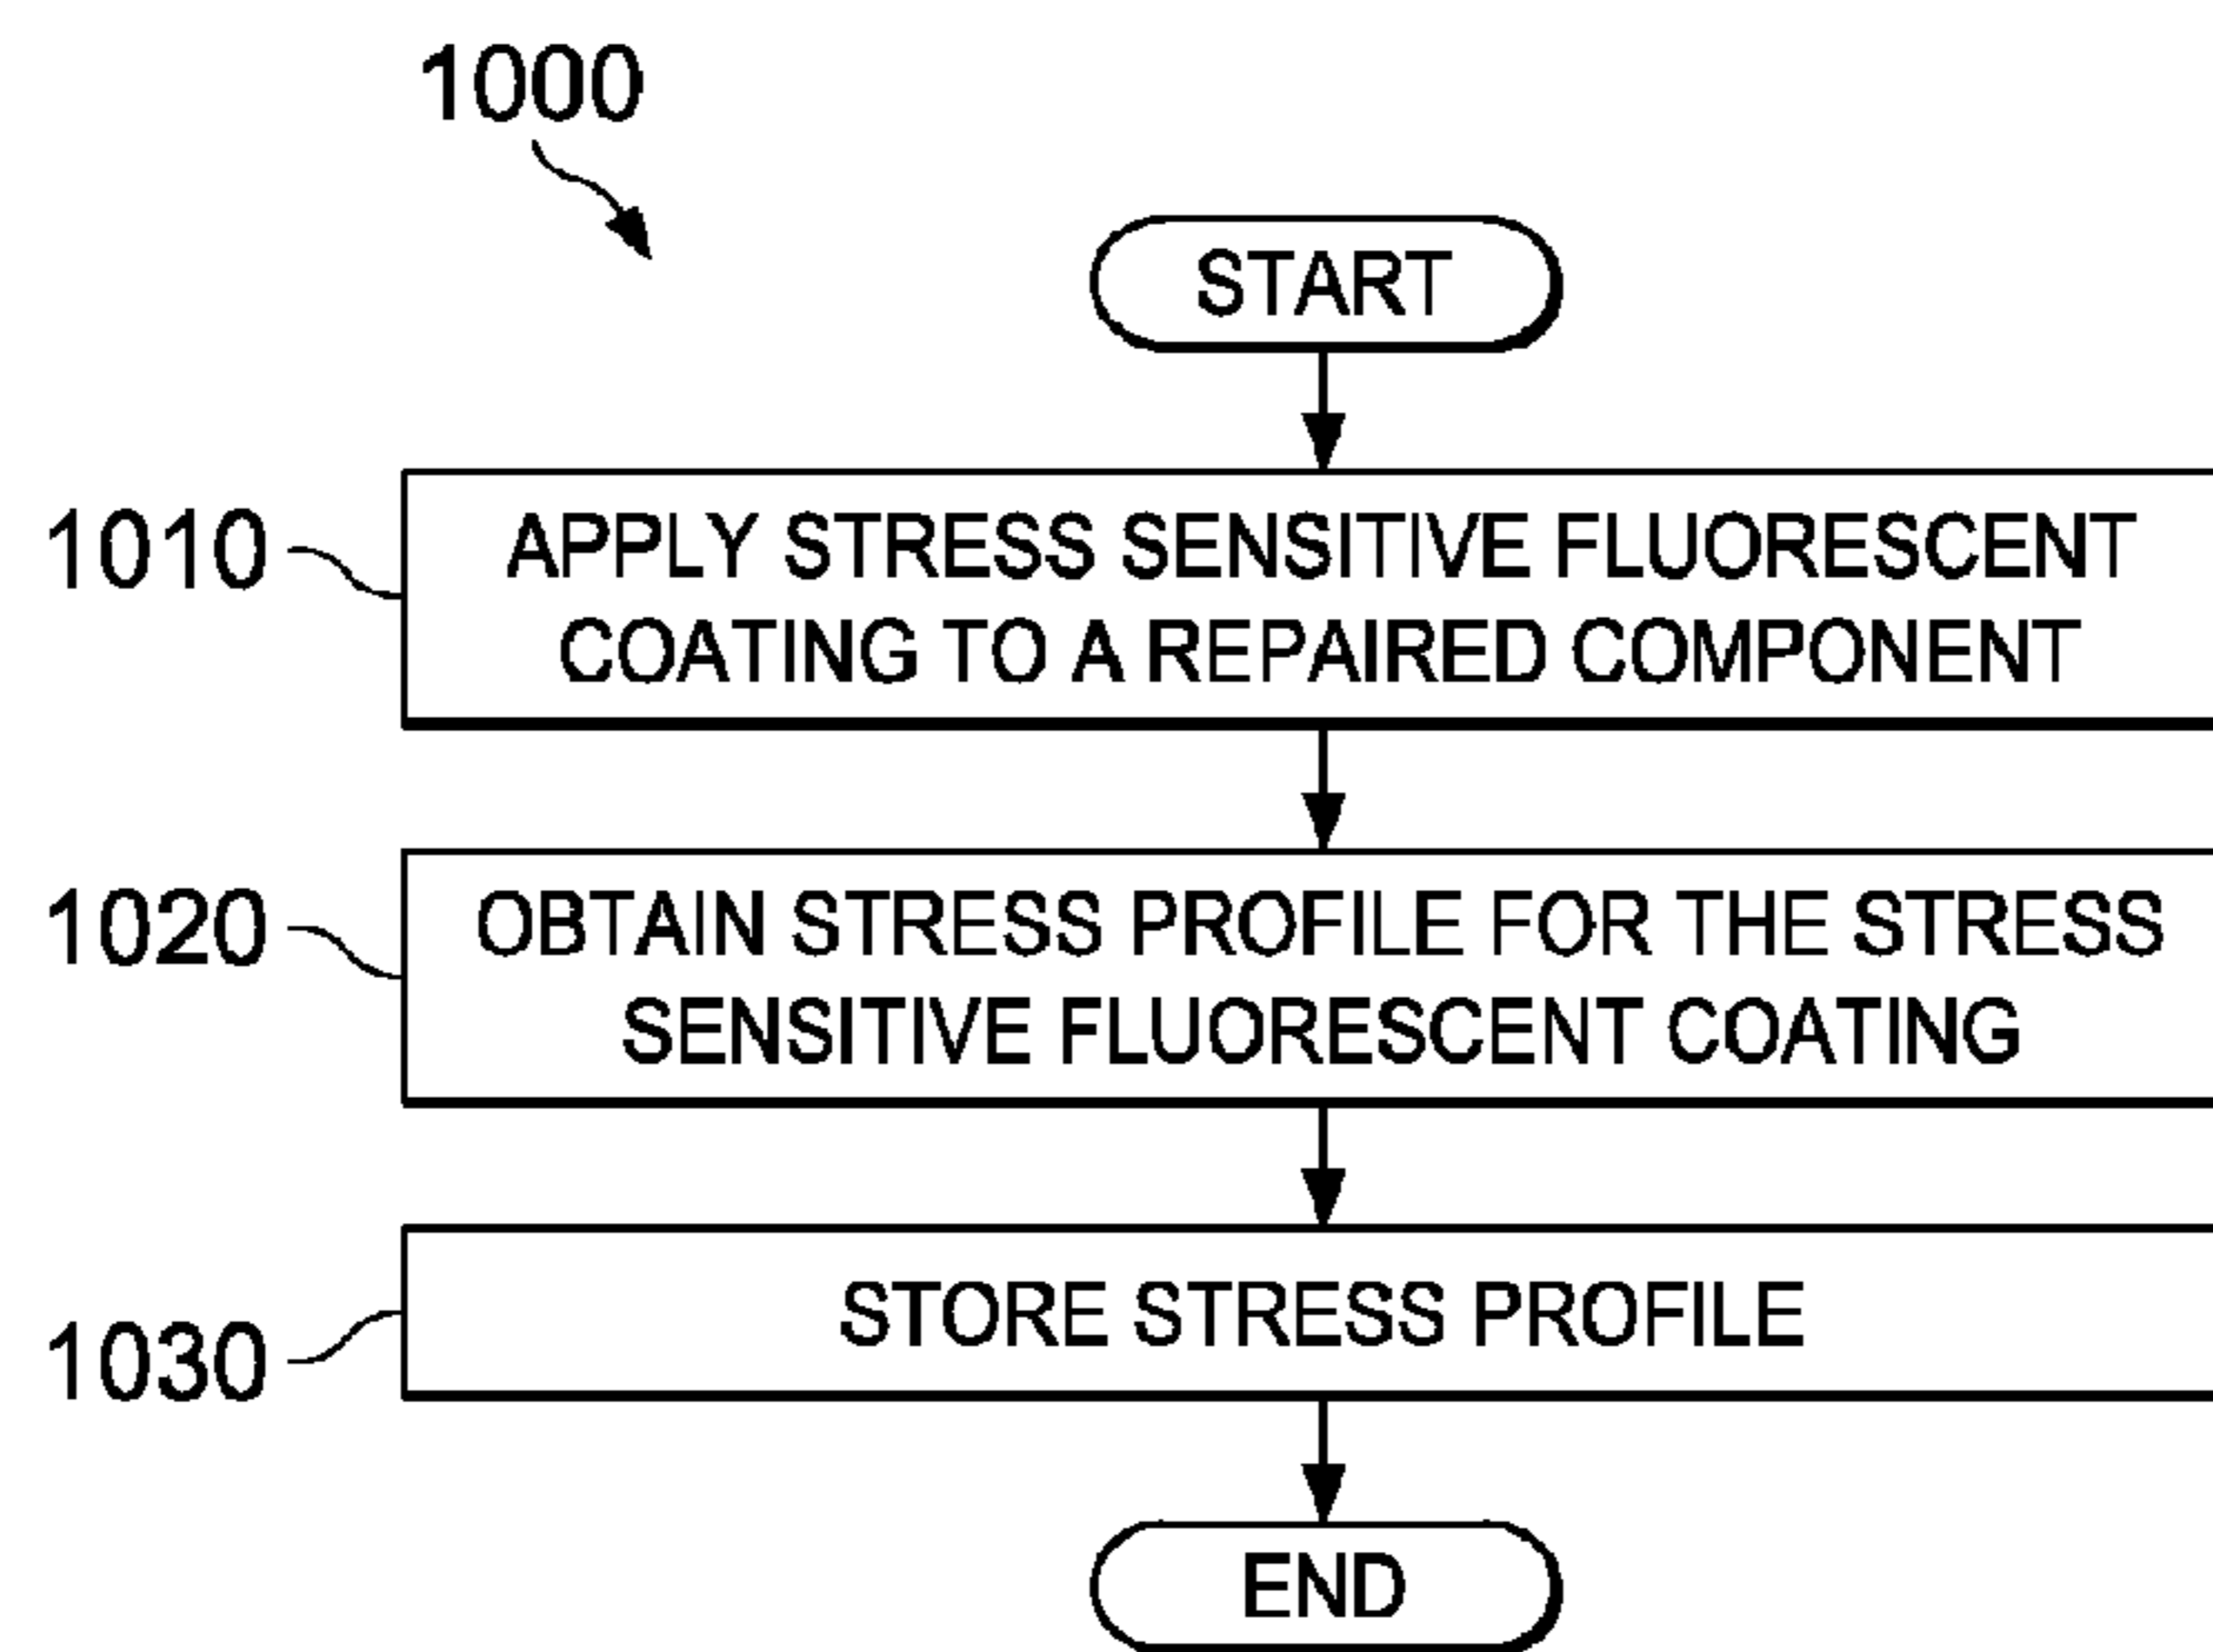 1000
START
1010
APPLY STRESS SENSITIVE FLUORESCENT
COATING TO A REPAIRED COMPONENT
1020
OBTAIN STRESS PROFILE FOR THE STRESS
SENSITIVE FLUORESCENT COATING
1030
STORE STRESS PROFILE
END